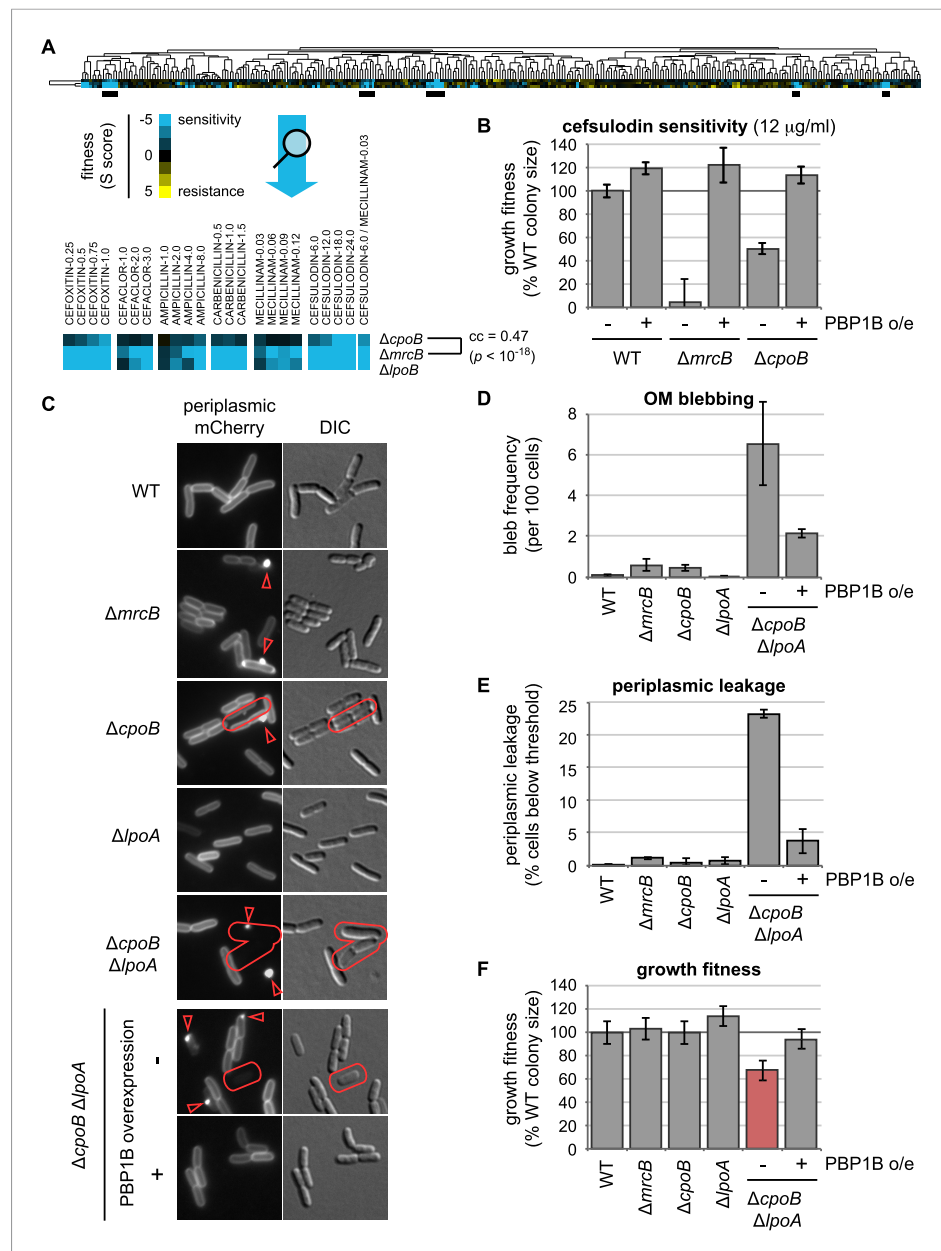 A
fitness
(S score)
-5
0
5
sensitivity
resistance
CEFOXITIN-0.25
CEFOXITIN-0.5
CEFOXITIN-0.75
CEFOXITIN-1.0
CEFACLOR-1.0
CEFACLOR-2.0
CEFACLOR-3.0
AMPICILLIN-1.0
AMPICILLIN-2.0
AMPICILLIN-4.0
AMPICILLIN-8.0
CARBENICILLIN-0.5
CARBENICILLIN-1.0
CARBENICILLIN-1.5
MECILLINAM-0.03
MECILLINAM-0.06
MECILLINAM-0.09
MECILLINAM-0.12
CEFSULODIN-6.0
CEFSULODIN-12.0
CEFSULODIN-18.0
CEFSULODIN-24.0
CEFSULODIN-6.0 / MECILLINAM-0.03
ΔcpoB
ΔmrcB
ΔlpoB
cc = 0.47
(p < 10⁻¹⁸)
B
cefsulodin sensitivity (12 μg/ml)
growth fitness
(% WT colony size)
140
120
100
80
60
40
20
0
- + - + - + PBP1B o/e
WT ΔmrcB ΔcpoB
C
periplasmic
mCherry
DIC
WT
ΔmrcB
ΔcpoB
ΔlpoA
ΔcpoB
ΔlpoA
ΔcpoB ΔlpoA
PBP1B overexpression
-
+
D
OM blebbing
bleb frequency
(per 100 cells)
8
6
4
2
0
WT
ΔmrcB
ΔcpoB
ΔlpoA
- + PBP1B o/e
ΔcpoB
ΔlpoA
E
periplasmic leakage
periplasmic leakage
(% cells below threshold)
25
20
15
10
5
0
WT
ΔmrcB
ΔcpoB
ΔlpoA
- + PBP1B o/e
ΔcpoB
ΔlpoA
F
growth fitness
growth fitness
(% WT colony size)
140
120
100
80
60
40
20
0
WT
ΔmrcB
ΔcpoB
ΔlpoA
- + PBP1B o/e
ΔcpoB
ΔlpoA